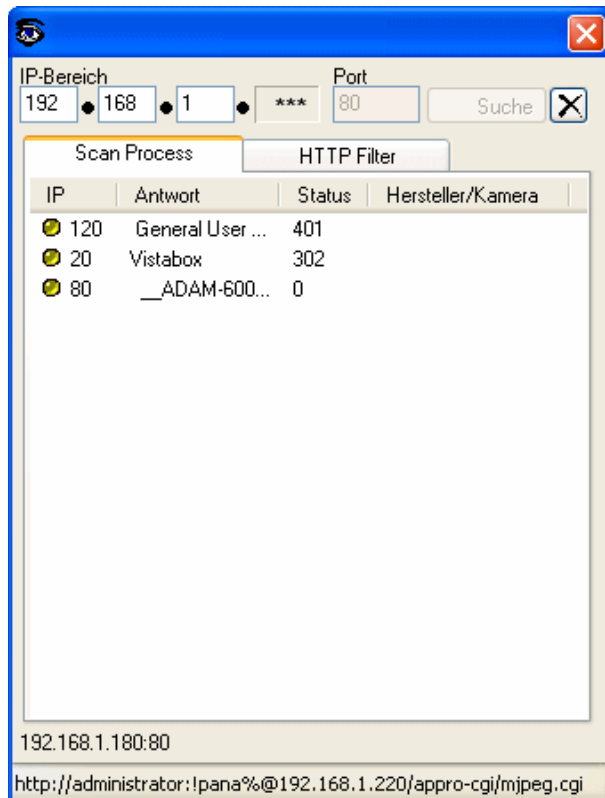 IP-Bereich Port
192 168 1 *** 80 Suche
Scan Process HTTP Filter
IP Antwort Status Hersteller/Kamera
120 General User ... 401
20 Vistabox 302
80 __ADAM-600... 0
192.168.1.180:80
http://administrator:!pana%@192.168.1.220/appro-cgi/mjpeg.cgi